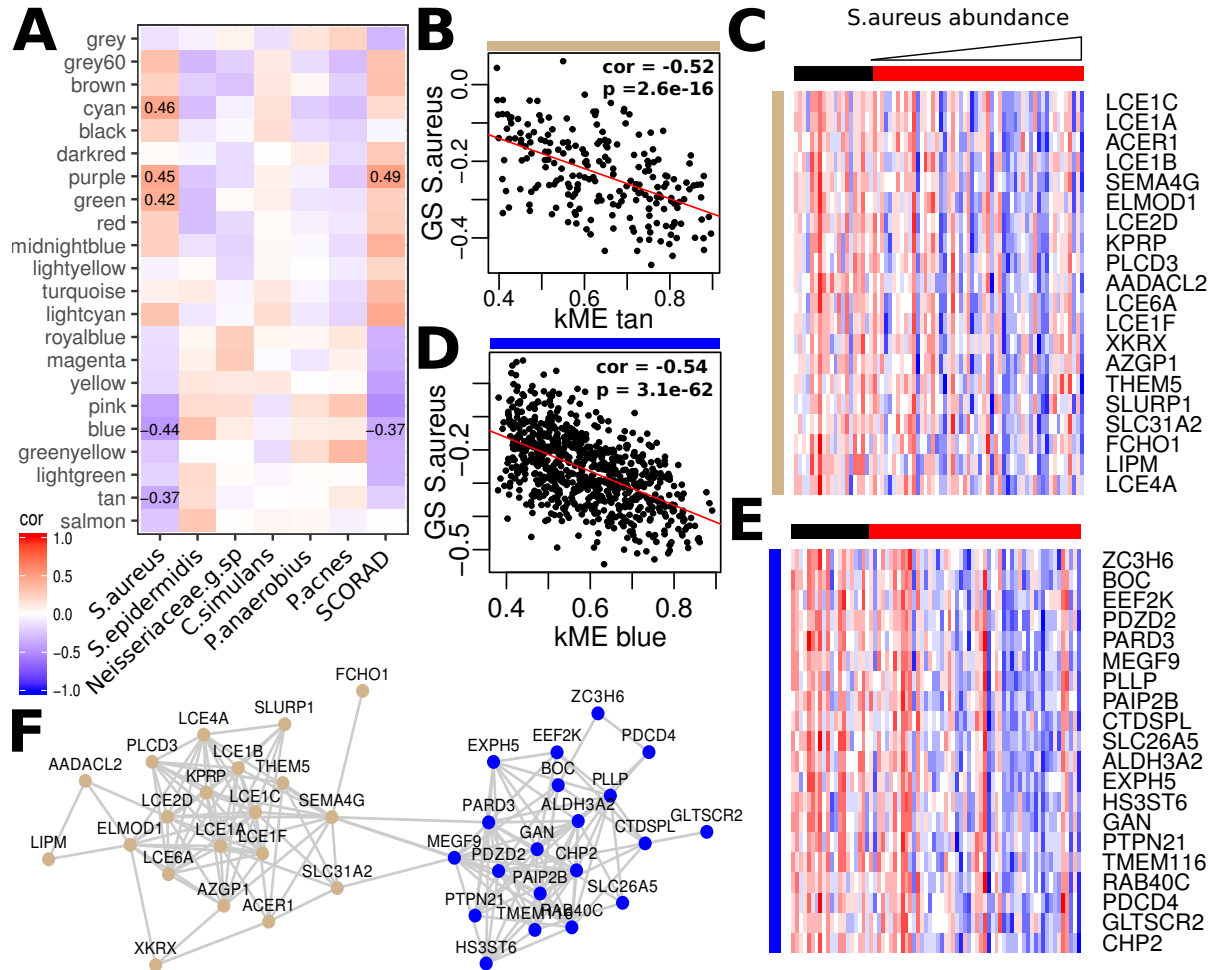 A
grey
grey60
brown
cyan
black
darkred
purple
green
red
midnightblue
lightyellow
turquoise
lightcyan
royalblue
magenta
yellow
pink
blue
greenyellow
lightgreen
tan
salmon
0.46
0.45
0.49
0.42
−0.44
−0.37
−0.37
cor
1.0
0.5
0.0
−0.5
−1.0
S.aureus
S.epidermidis
Neisseriaceae.g.sp
C.simulans
P.anaerobius
P.acnes
SCORAD
B
cor = -0.52
p =2.6e-16
GS S.aureus
0.0
−0.2
−0.4
0.4
0.6
0.8
kME tan
D
cor = -0.54
p = 3.1e-62
GS S.aureus
−0.2
−0.5
0.4
0.6
0.8
kME blue
C
S.aureus abundance
LCE1C
LCE1A
ACER1
LCE1B
SEMA4G
ELMOD1
LCE2D
KPRP
PLCD3
AADACL2
LCE6A
LCE1F
XKRX
AZGP1
THEM5
SLURP1
SLC31A2
FCHO1
LIPM
LCE4A
E
ZC3H6
BOC
EEF2K
PDZD2
PARD3
MEGF9
PLLP
PAIP2B
CTDSPL
SLC26A5
ALDH3A2
EXPH5
HS3ST6
GAN
PTPN21
TMEM116
RAB40C
PDCD4
GLTSCR2
CHP2
F
FCHO1
LCE4A
SLURP1
PLCD3
LCE1B
AADACL2
KPRP
THEM5
LCE2D
LCE1C
SEMA4G
ELMOD1
LCE1A
LCE1F
LIPM
LCE6A
SLC31A2
AZGP1
ACER1
XKRX
ZC3H6
EEF2K
PDCD4
EXPH5
BOC
PLLP
PARD3
ALDH3A2
GLTSCR2
GAN
CTDSPL
MEGF9
PDZD2
CHP2
PAIP2B
SLC26A5
PTPN21
TMEM116
RAB40C
HS3ST6